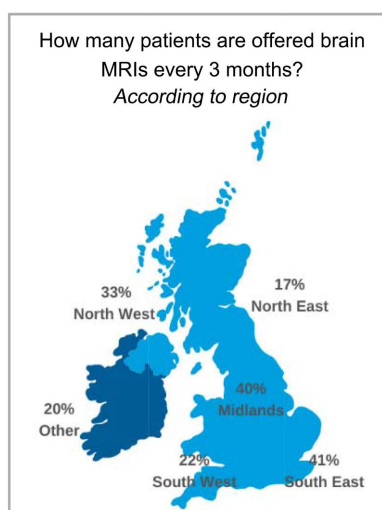 How many patients are offered brain
MRIs every 3 months?
According to region
33%
North West
17%
North East
40%
Midlands
20%
Other
22%
South West
41%
South East